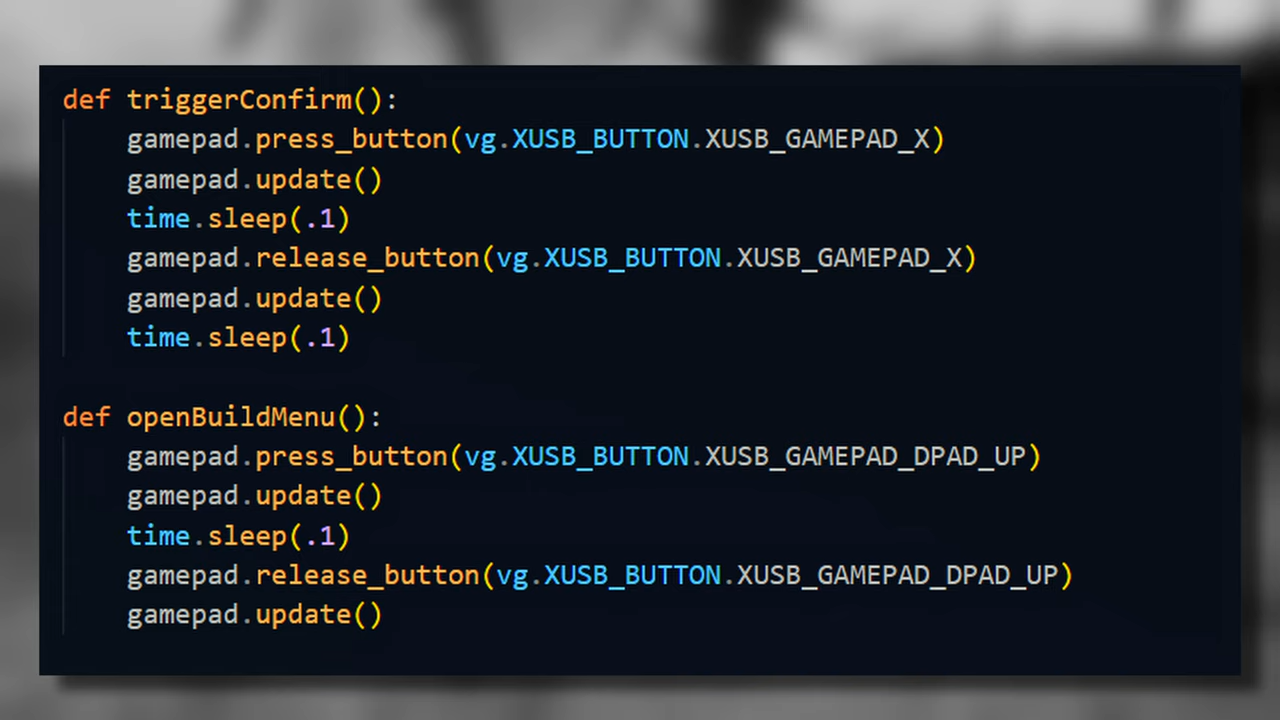 def triggerConfirm():
    gamepad.press_button(vg.XUSB_BUTTON.XUSB_GAMEPAD_X)
    gamepad.update()
    time.sleep(.1)
    gamepad.release_button(vg.XUSB_BUTTON.XUSB_GAMEPAD_X)
    gamepad.update()
    time.sleep(.1)

def openBuildMenu():
    gamepad.press_button(vg.XUSB_BUTTON.XUSB_GAMEPAD_DPAD_UP)
    gamepad.update()
    time.sleep(.1)
    gamepad.release_button(vg.XUSB_BUTTON.XUSB_GAMEPAD_DPAD_UP)
    gamepad.update()